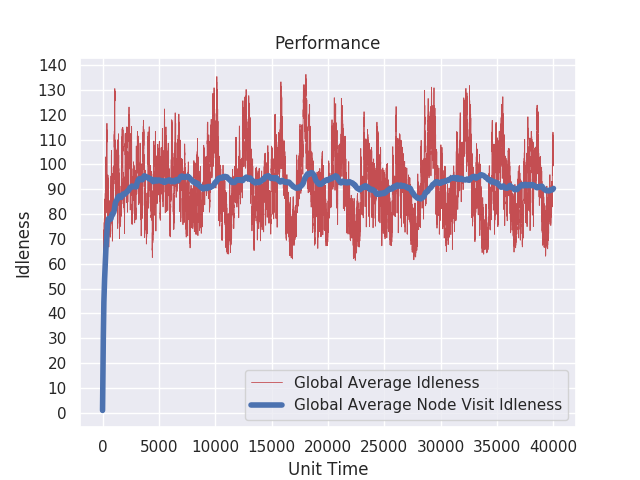 Performance
140
130
120
110
100
90
80
70
60
50
40
30
20
10
0
Idleness
Global Average Idleness
Global Average Node Visit Idleness
0 5000 10000 15000 20000 25000 30000 35000 40000
Unit Time